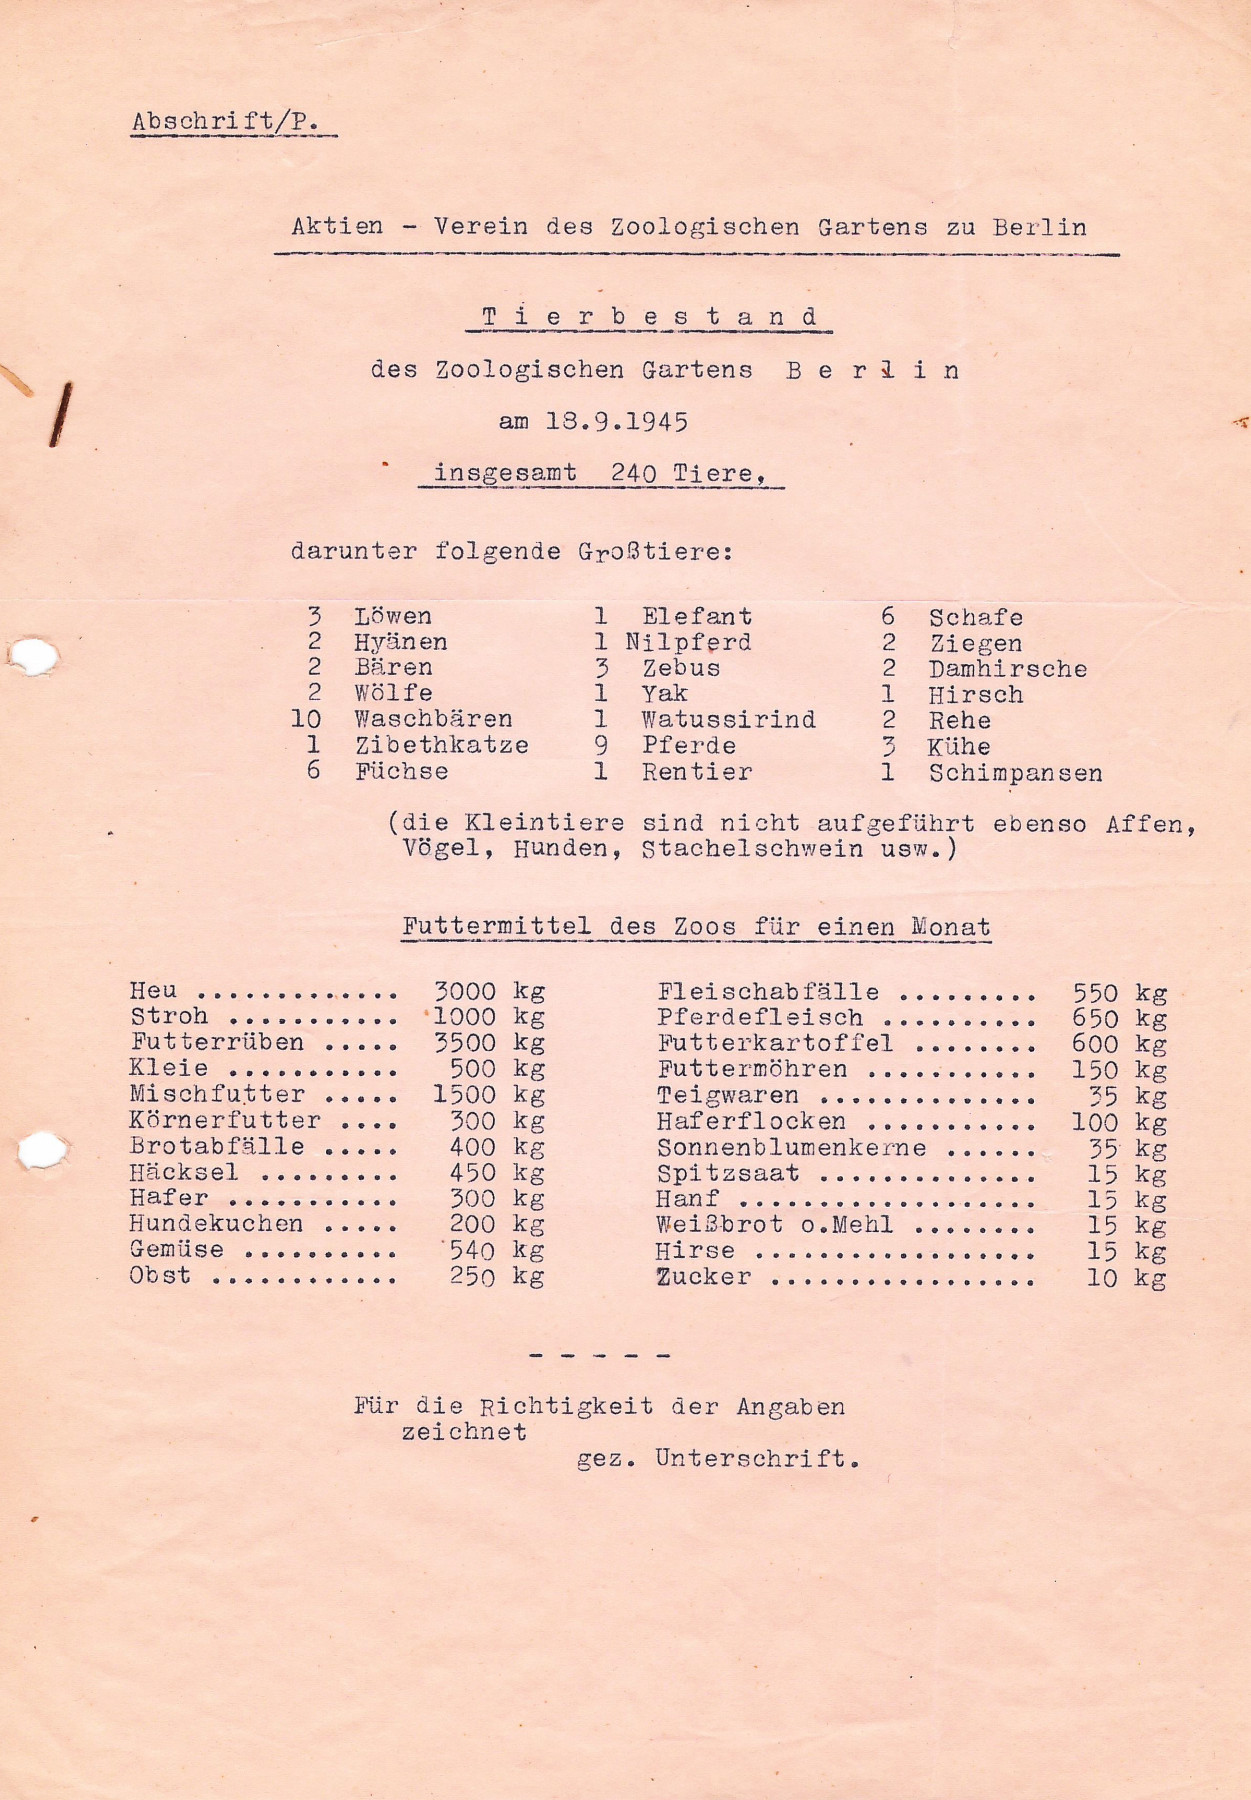 Abschrift/P.
Aktien - Verein des Zoologischen Gartens zu Berlin
T i e r b e s t a n d
des Zoologischen Gartens B e r l i n
am 18.9.1945
insgesamt 240 Tiere,
darunter folgende Großtiere:
3 Löwen 1 Elefant 6 Schafe
2 Hyänen 1 Nilpferd 2 Ziegen
2 Bären 3 Zebus 2 Damhirsche
2 Wölfe 1 Yak 1 Hirsch
10 Waschbären 1 Watussirind 2 Rehe
1 Zibethkatze 9 Pferde 3 Kühe
6 Füchse 1 Rentier 1 Schimpansen
(die Kleintiere sind nicht aufgeführt ebenso Affen,
Vögel, Hunden, Stachelschwein usw.)
Futtermittel des Zoos für einen Monat
Heu ............. 3000 kg Fleischabfälle ......... 550 kg
Stroh ........... 1000 kg Pferdefleisch .......... 650 kg
Futterrüben ..... 3500 kg Futterkartoffel ........ 600 kg
Kleie ........... 500 kg Futtermöhren ........... 150 kg
Mischfutter ..... 1500 kg Teigwaren .............. 35 kg
Körnerfutter .... 300 kg Haferflocken ........... 100 kg
Brotabfälle ..... 400 kg Sonnenblumenkerne ...... 35 kg
Häcksel ......... 450 kg Spitzsaat .............. 15 kg
Hafer ........... 300 kg Hanf ................... 15 kg
Hundekuchen ..... 200 kg Weißbrot o.Mehl ........ 15 kg
Gemüse .......... 540 kg Hirse .................. 15 kg
Obst ............ 250 kg Zucker ................. 10 kg
- - - - -
Für die Richtigkeit der Angaben
zeichnet
gez. Unterschrift.